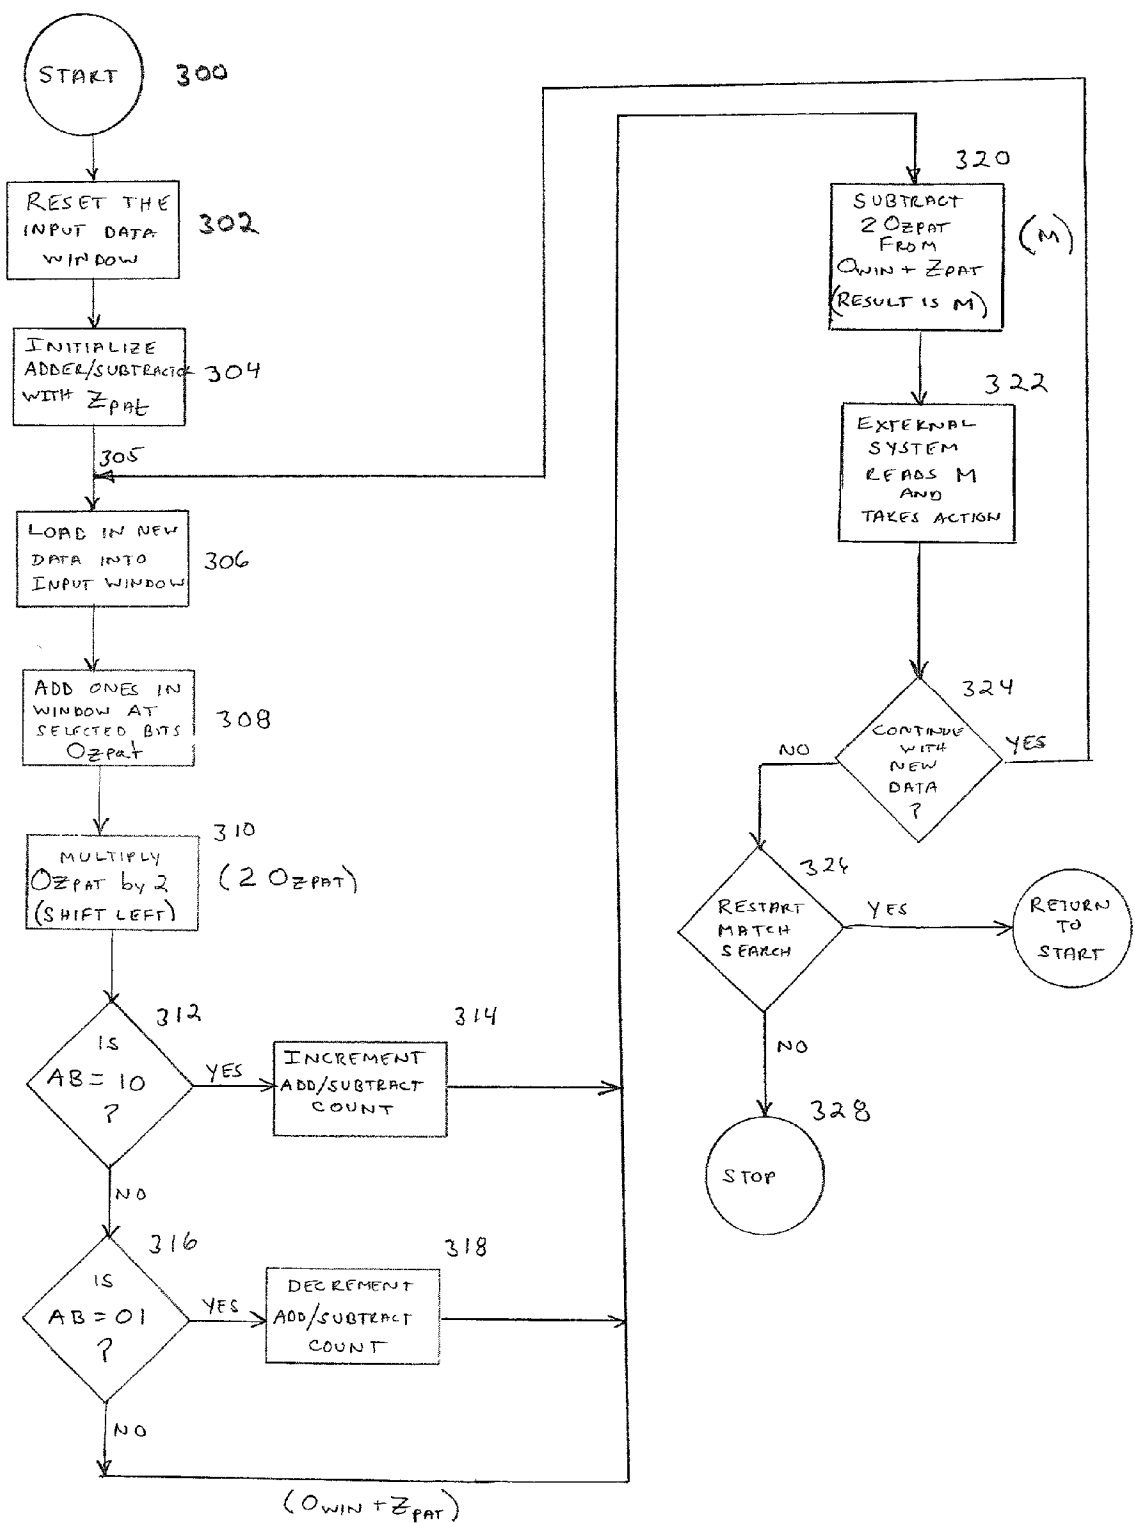 START
300
RESET THE
INPUT DATA
WINDOW
302
INITIALIZE
ADDER/SUBTRACTOR
WITH ZPAT
304
305
LOAD IN NEW
DATA INTO
INPUT WINDOW
306
ADD ONES IN
WINDOW AT
SELECTED BITS
OZPAT
308
310
MULTIPLY
OZPAT by 2
(SHIFT LEFT)
(2 OZPAT)
312
IS
AB = 10
?
YES
314
INCREMENT
ADD/SUBTRACT
COUNT
NO
316
IS
AB = 01
?
YES
318
DECREMENT
ADD/SUBTRACT
COUNT
NO
(OWIN + ZPAT)
320
SUBTRACT
2 OZPAT
FROM
OWIN + ZPAT
(RESULT IS M)
(M)
322
EXTERNAL
SYSTEM
READS M
AND
TAKES ACTION
324
CONTINUE
WITH
NEW
DATA
?
YES
NO
326
RESTART
MATCH
SEARCH
YES
RETURN
TO
START
NO
328
STOP